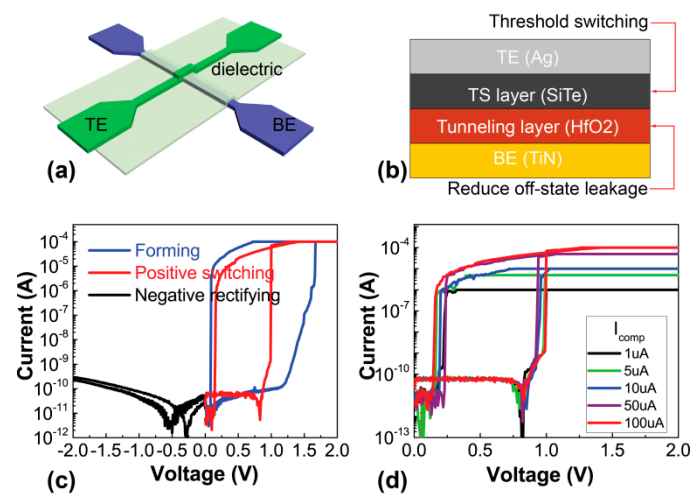 (a)
dielectric
TE
BE
Threshold switching
TE (Ag)
TS layer (SiTe)
Tunneling layer (HfO2)
BE (TiN)
(b)
Reduce off-state leakage
10⁻⁴
10⁻⁵
10⁻⁶
10⁻⁷
10⁻⁸
10⁻⁹
10⁻¹⁰
10⁻¹¹
10⁻¹²
Current (A)
Forming
Positive switching
Negative rectifying
-2.0 -1.5 -1.0 -0.5 0.0 0.5 1.0 1.5 2.0
(c)
Voltage (V)
10⁻⁴
10⁻⁷
10⁻¹⁰
10⁻¹³
Current (A)
I_comp
1uA
5uA
10uA
50uA
100uA
0.0 0.5 1.0 1.5 2.0
(d)
Voltage (V)